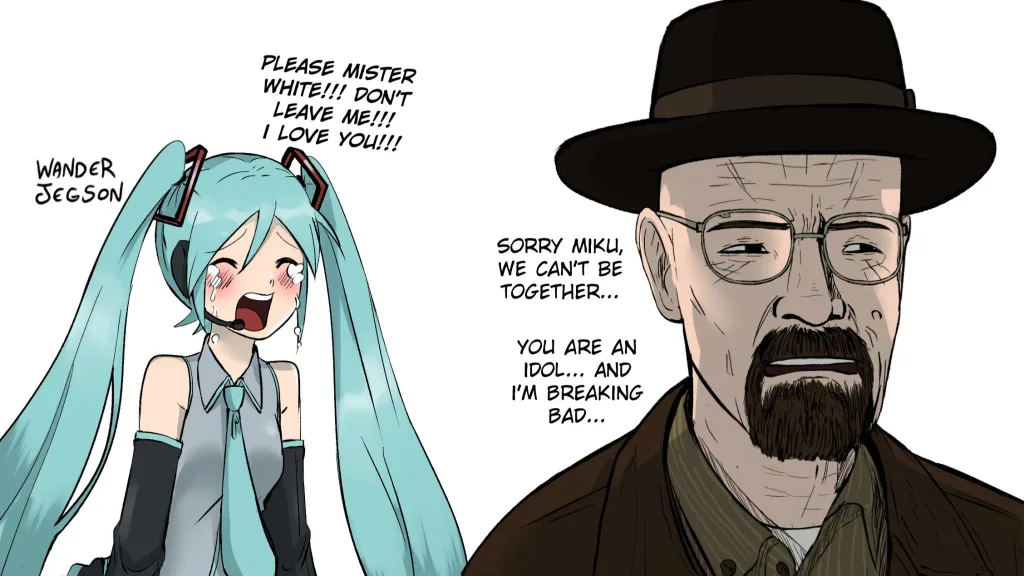 PLEASE MISTER
WHITE!!! DON'T
LEAVE ME!!!
I LOVE YOU!!!
WANDER
JEGSON
SORRY MIKU,
WE CAN'T BE
TOGETHER...
YOU ARE AN
IDOL... AND
I'M BREAKING
BAD...